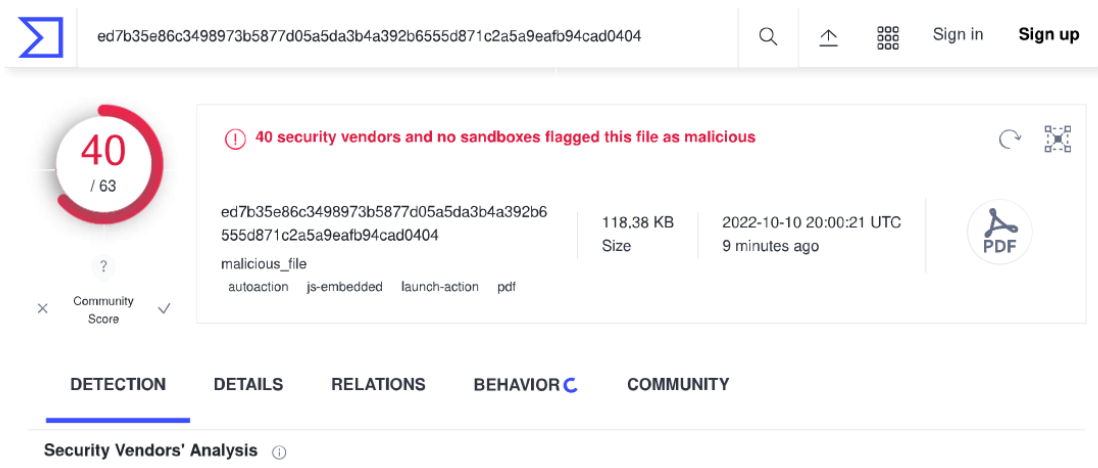 ed7b35e86c3498973b5877d05a5da3b4a392b6555d871c2a5a9eafb94cad0404
Sign in
Sign up
40
/ 63
?
Community
Score
40 security vendors and no sandboxes flagged this file as malicious
ed7b35e86c3498973b5877d05a5da3b4a392b6
555d871c2a5a9eafb94cad0404
malicious_file
autoaction js-embedded launch-action pdf
118,38 KB
Size
2022-10-10 20:00:21 UTC
9 minutes ago
PDF
DETECTION DETAILS RELATIONS BEHAVIOR COMMUNITY
Security Vendors' Analysis